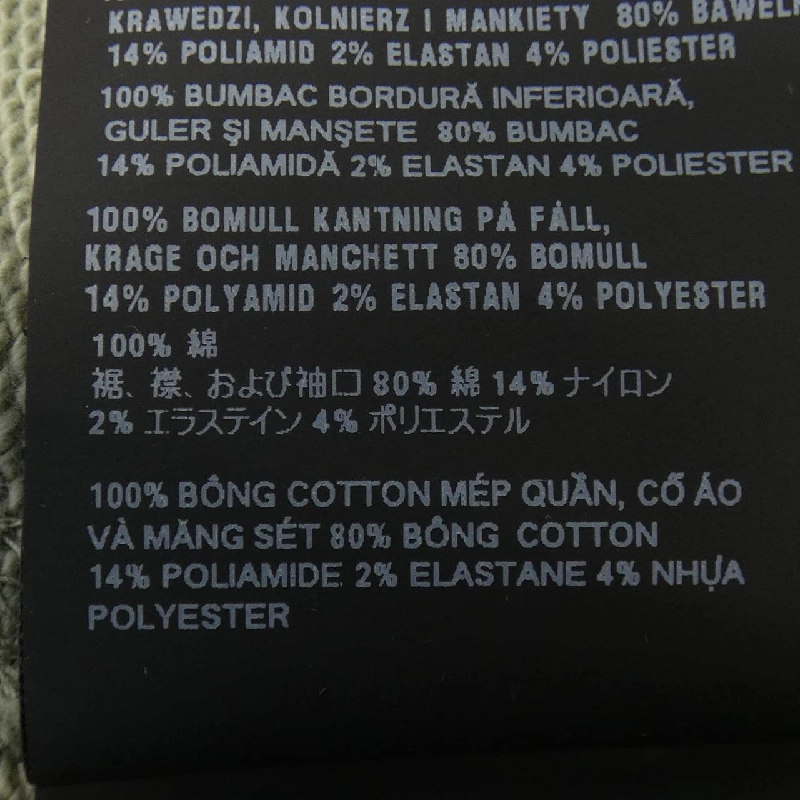 KRAWEDZI, KOLNIERZ I MANKIETY 80%
14% POLIAMID 2% ELASTAN 4% POLIESTER
100% BUMBAC BORDURĂ INFERIOARĂ,
GULER ŞI MANŞETE 80% BUMBAC
14% POLIAMIDĂ 2% ELASTAN 4% POLIESTER
100% BOMULL KANTNING PÅ FÅLL,
KRAGE OCH MANCHETT 80% BOMULL
14% POLYAMID 2% ELASTAN 4% POLYESTER
100% 綿
裾、襟、および袖口 80% 綿 14% ナイロン
2% エラステイン 4% ポリエステル
100% BÔNG COTTON MÉP QUẦN, CỔ ÁO
VÀ MĂNG SÉT 80% BÔNG COTTON
14% POLIAMIDE 2% ELASTANE 4% NHỰA
POLYESTER